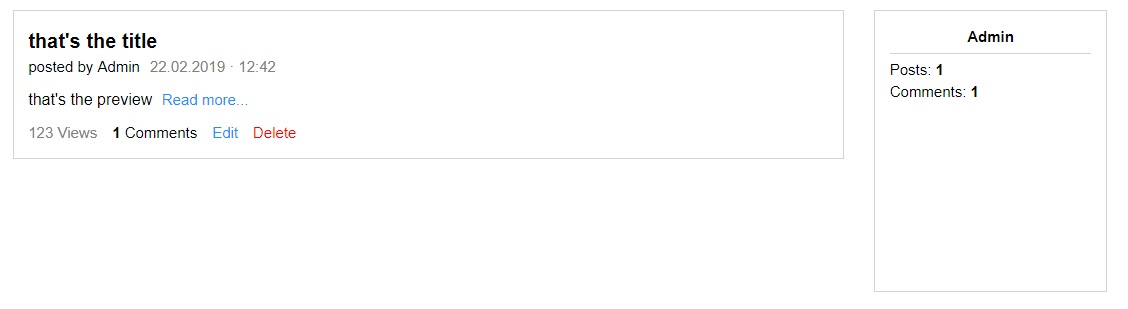 that's the title
posted by Admin 22.02.2019 · 12:42
that's the preview Read more...
123 Views 1 Comments Edit Delete
Admin
Posts: 1
Comments: 1